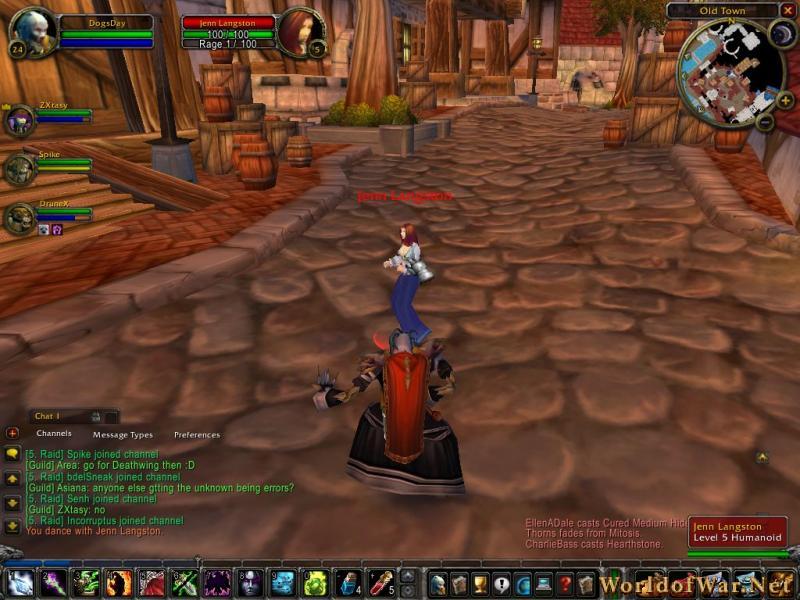 DogsDay
24
Jenn Langston
100 / 100
Rage 1 / 100
5
Old Town
N
ZXtasy
Spike
DruneX
Jenn Langston
Chat 1
Channels Message Types Preferences
[5. Raid] Spike joined channel
[Guild] Area: go for Deathwing then :D
[5. Raid] bdelSneak joined channel
[Guild] Asiana: anyone else gtting the unknown being errors?
[5. Raid] Senh joined channel
[Guild] ZXtasy: no
[5. Raid] Incorruptus joined channel
You dance with Jenn Langston.
EllenADale casts Cured Medium Hide
Thorns fades from Mitosis.
CharlieBass casts Hearthstone.
Jenn Langston
Level 5 Humanoid
4
5
WorldofWar.Net